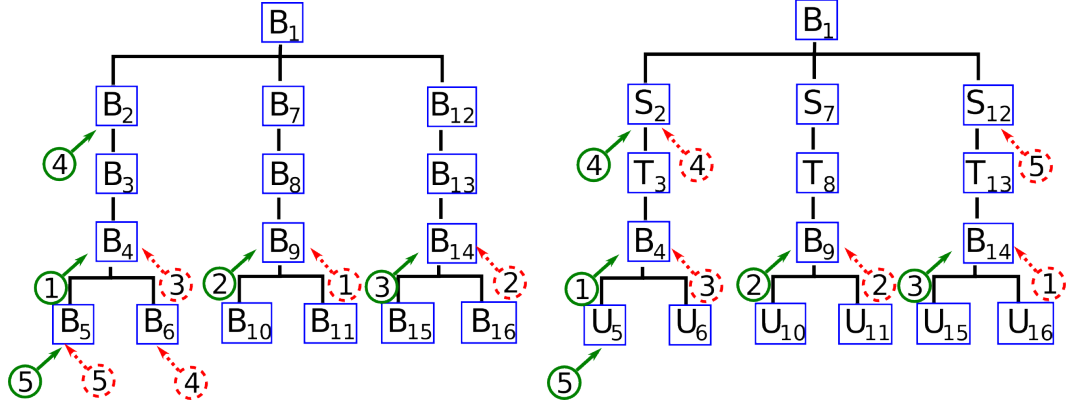 B1 B1
B2 B7 B12 S2 S7 S12
4 4 4 5
B3 B8 B13 T3 T8 T13
B4 B9 B14 B4 B9 B14
1 3 2 1 3 2 1 3 2 2 3 1
B5 B6 B10 B11 B15 B16 U5 U6 U10 U11 U15 U16
5 5 4 5